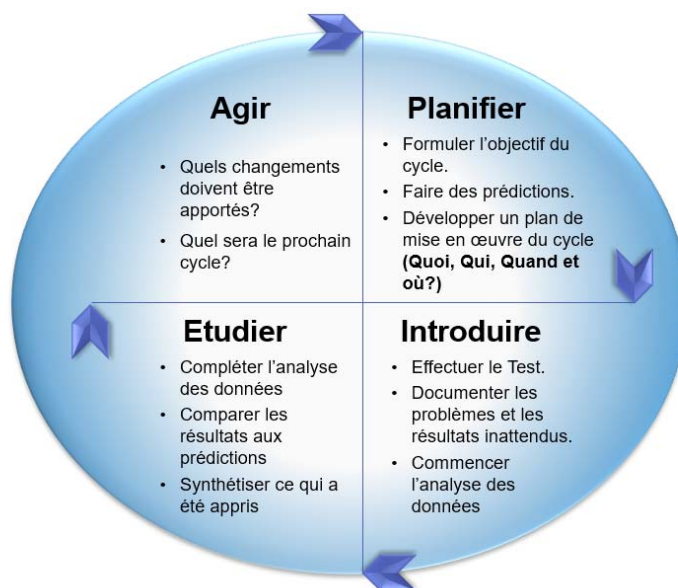 Agir
• Quels changements
doivent être
apportés?
• Quel sera le prochain
cycle?
Planifier
• Formuler l’objectif du
cycle.
• Faire des prédictions.
• Développer un plan de
mise en œuvre du cycle
(Quoi, Qui, Quand et
où?)
Etudier
• Compléter l’analyse
des données
• Comparer les
résultats aux
prédictions
• Synthétiser ce qui a
été appris
Introduire
• Effectuer le Test.
• Documenter les
problèmes et les
résultats inattendus.
• Commencer
l’analyse des
données